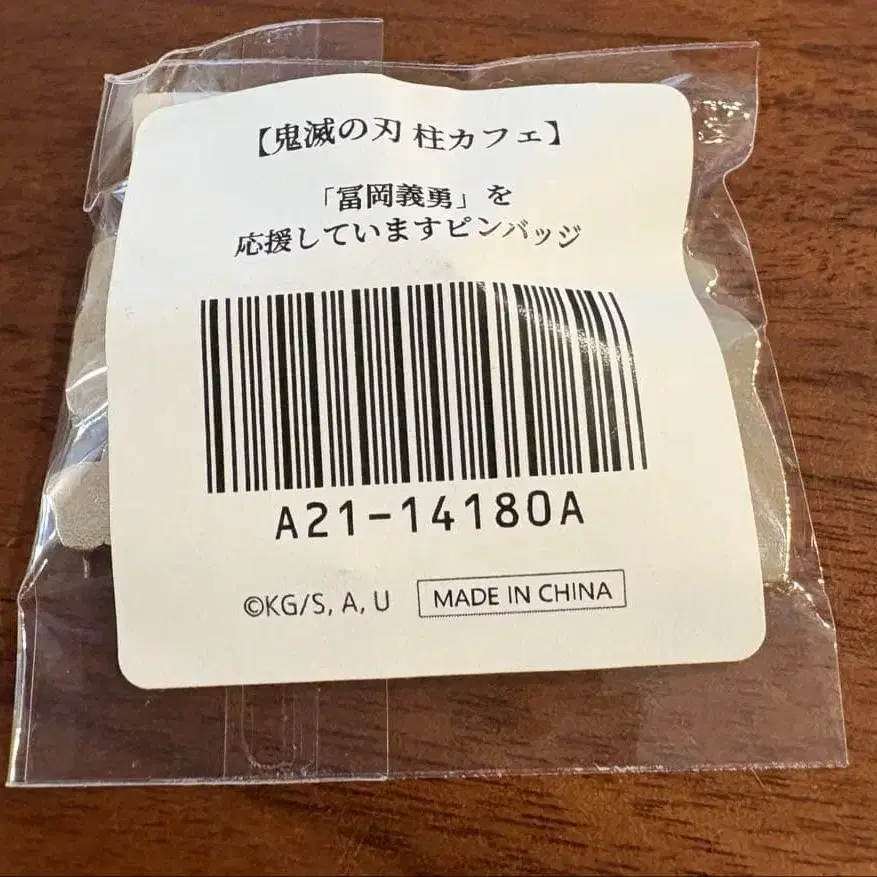 【鬼滅の刃 柱カフェ】
「冨岡義勇」を
応援していますピンバッジ
A21-14180A
©KG/S, A, U MADE IN CHINA